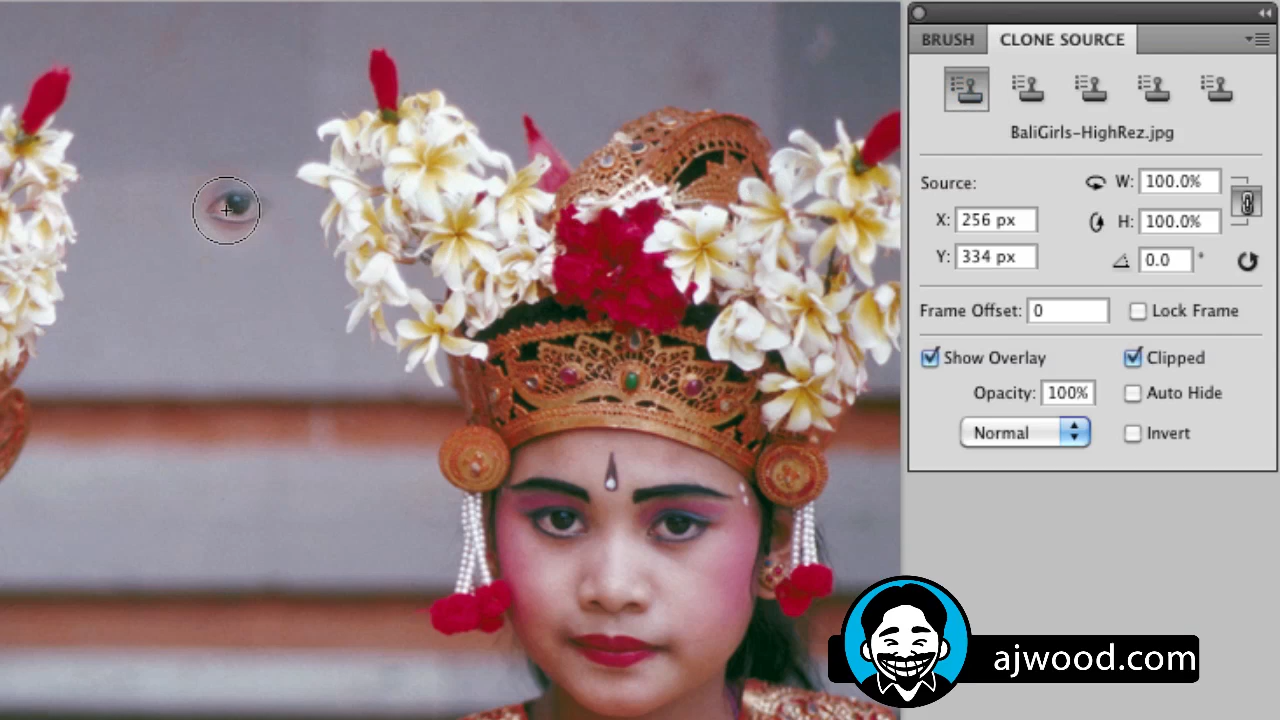 BRUSH CLONE SOURCE
BaliGirls-HighRez.jpg
Source: W: 100.0%
X: 256 px H: 100.0%
Y: 334 px 0.0 °
Frame Offset: 0 Lock Frame
Show Overlay Clipped
Opacity: 100% Auto Hide
Normal Invert
ajwood.com